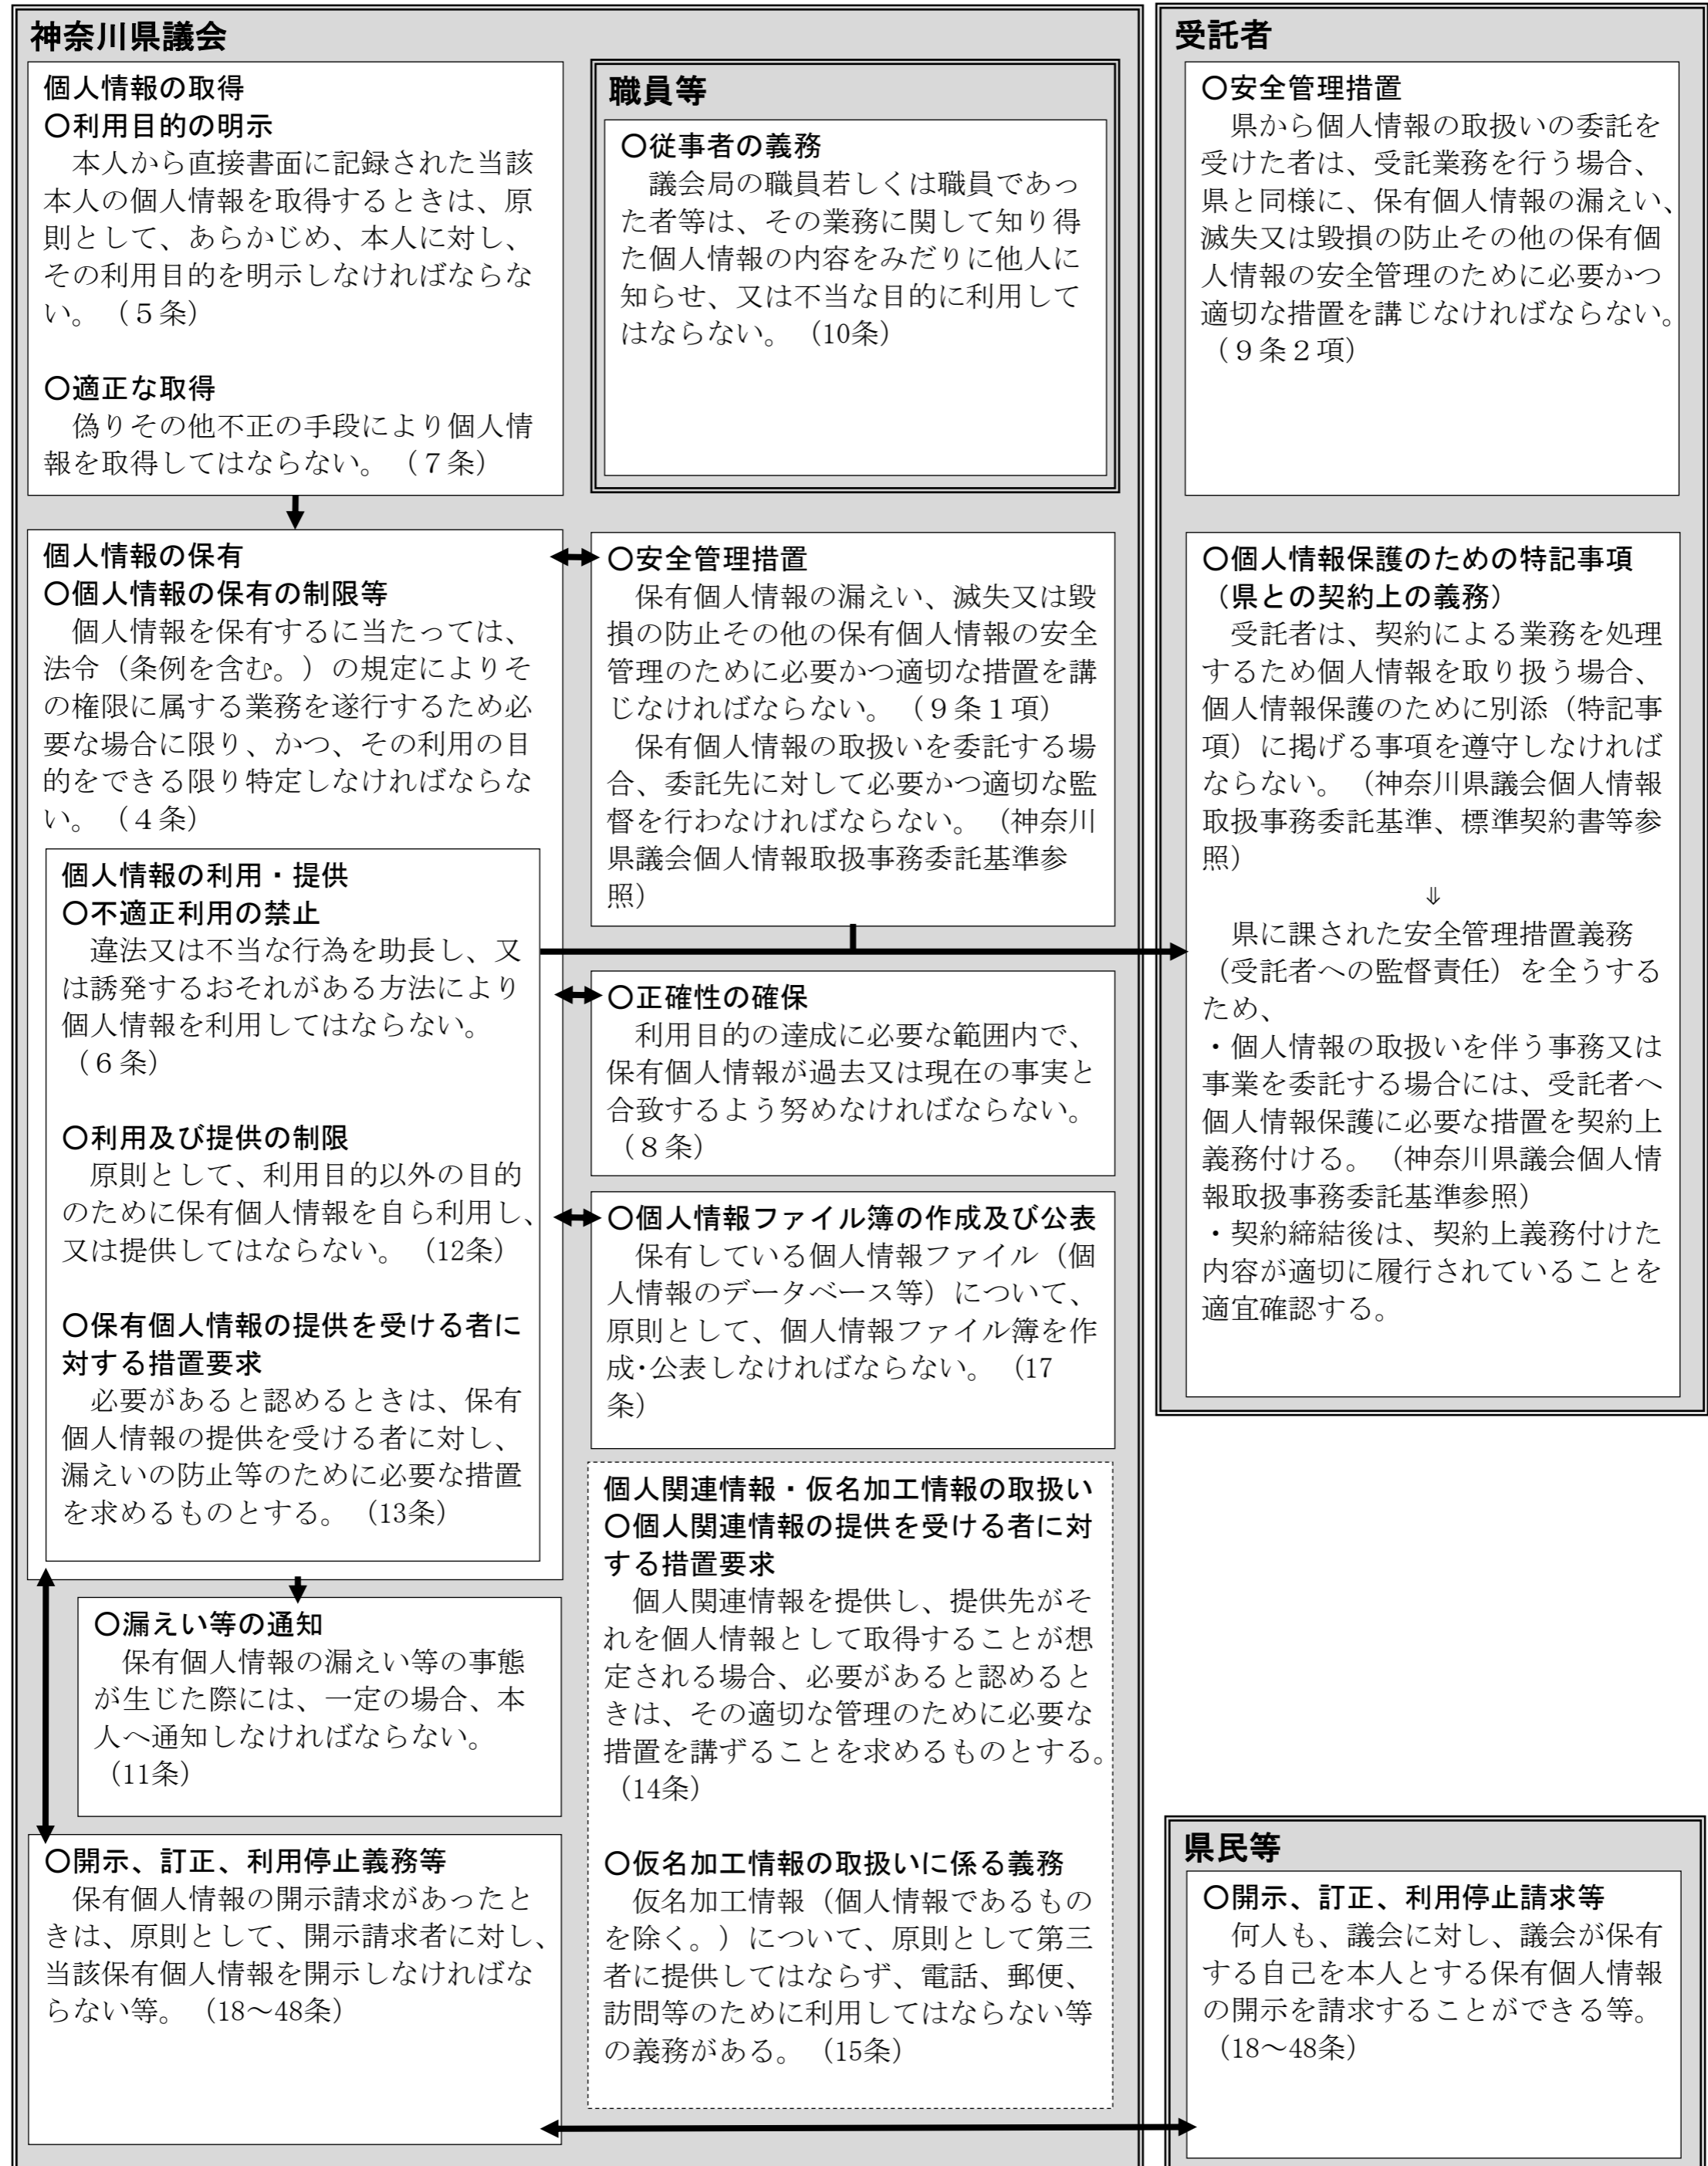 神奈川県議会
個人情報の取得
〇利用目的の明示
本人から直接書面に記録された当該
本人の個人情報を取得するときは、原
則として、あらかじめ、本人に対し、
その利用目的を明示しなければならな
い。（５条）
〇適正な取得
偽りその他不正の手段により個人情
報を取得してはならない。（７条）
職員等
〇従事者の義務
議会局の職員若しくは職員であっ
た者等は、その業務に関して知り得
た個人情報の内容をみだりに他人に
知らせ、又は不当な目的に利用して
はならない。（10条）
個人情報の保有
〇個人情報の保有の制限等
個人情報を保有するに当たっては、
法令（条例を含む。）の規定によりそ
の権限に属する業務を遂行するため必
要な場合に限り、かつ、その利用の目
的をできる限り特定しなければならな
い。（４条）
個人情報の利用・提供
〇不適正利用の禁止
違法又は不当な行為を助長し、又
は誘発するおそれがある方法により
個人情報を利用してはならない。
（６条）
〇利用及び提供の制限
原則として、利用目的以外の目的
のために保有個人情報を自ら利用し、
又は提供してはならない。（12条）
〇保有個人情報の提供を受ける者に
対する措置要求
必要があると認めるときは、保有
個人情報の提供を受ける者に対し、
漏えいの防止等のために必要な措置
を求めるものとする。（13条）
〇漏えい等の通知
保有個人情報の漏えい等の事態
が生じた際には、一定の場合、本
人へ通知しなければならない。
（11条）
〇開示、訂正、利用停止義務等
保有個人情報の開示請求があったと
きは、原則として、開示請求者に対し、
当該保有個人情報を開示しなければな
らない等。（18～48条）
〇安全管理措置
保有個人情報の漏えい、滅失又は毀
損の防止その他の保有個人情報の安全
管理のために必要かつ適切な措置を講
じなければならない。（９条１項）
保有個人情報の取扱いを委託する場
合、委託先に対して必要かつ適切な監
督を行わなければならない。（神奈川
県議会個人情報取扱事務委託基準参
照）
〇正確性の確保
利用目的の達成に必要な範囲内で、
保有個人情報が過去又は現在の事実と
合致するよう努めなければならない。
（８条）
〇個人情報ファイル簿の作成及び公表
保有している個人情報ファイル（個
人情報のデータベース等）について、
原則として、個人情報ファイル簿を作
成･公表しなければならない。（17
条）
個人関連情報・仮名加工情報の取扱い
〇個人関連情報の提供を受ける者に対
する措置要求
個人関連情報を提供し、提供先がそ
れを個人情報として取得することが想
定される場合、必要があると認めると
きは、その適切な管理のために必要な
措置を講ずることを求めるものとする。
（14条）
〇仮名加工情報の取扱いに係る義務
仮名加工情報（個人情報であるもの
を除く。）について、原則として第三
者に提供してはならず、電話、郵便、
訪問等のために利用してはならない等
の義務がある。（15条）
受託者
〇安全管理措置
県から個人情報の取扱いの委託を
受けた者は、受託業務を行う場合、
県と同様に、保有個人情報の漏えい、
滅失又は毀損の防止その他の保有個
人情報の安全管理のために必要かつ
適切な措置を講じなければならない。
（９条２項）
〇個人情報保護のための特記事項
（県との契約上の義務）
受託者は、契約による業務を処理
するため個人情報を取り扱う場合、
個人情報保護のために別添（特記事
項）に掲げる事項を遵守しなければ
ならない。（神奈川県議会個人情報
取扱事務委託基準、標準契約書等参
照）
⇓
県に課された安全管理措置義務
（受託者への監督責任）を全うする
ため、
・個人情報の取扱いを伴う事務又は
事業を委託する場合には、受託者へ
個人情報保護に必要な措置を契約上
義務付ける。（神奈川県議会個人情
報取扱事務委託基準参照）
・契約締結後は、契約上義務付けた
内容が適切に履行されていることを
適宜確認する。
県民等
〇開示、訂正、利用停止請求等
何人も、議会に対し、議会が保有
する自己を本人とする保有個人情報
の開示を請求することができる等。
（18～48条）